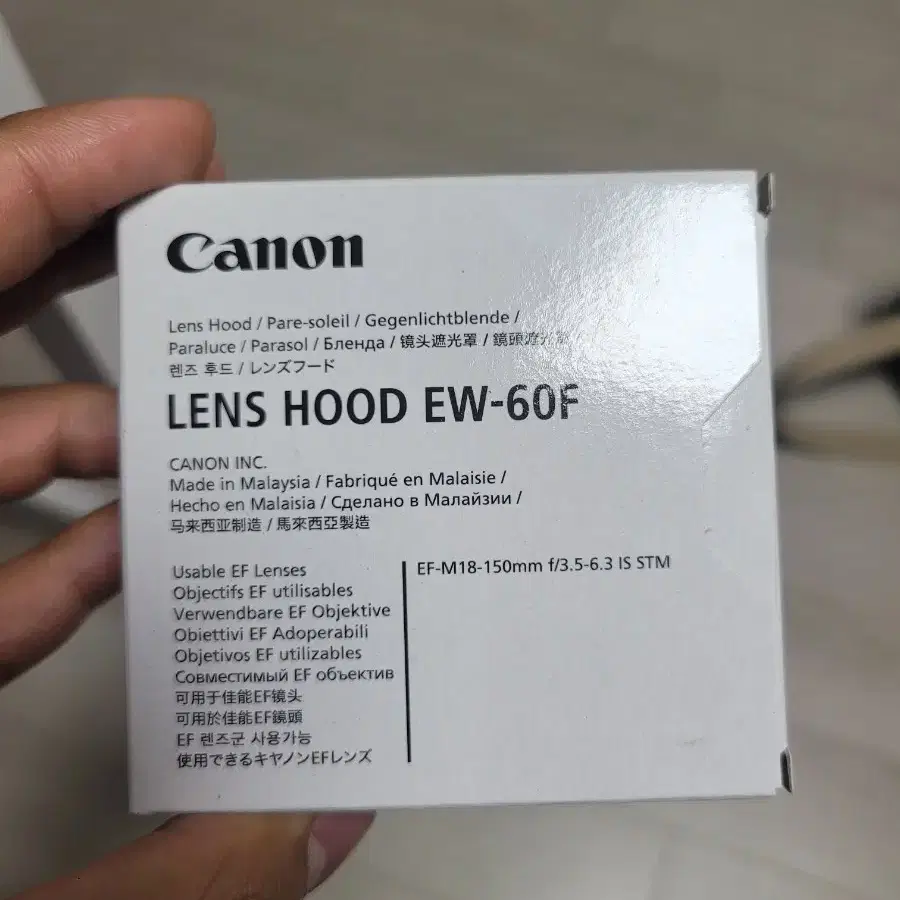 Canon
Lens Hood / Pare-soleil / Gegenlichtblende /
Paraluce / Parasol / Бленда / 镜头遮光罩 / 鏡頭遮光罩
렌즈 후드 / レンズフード
LENS HOOD EW-60F
CANON INC.
Made in Malaysia / Fabriqué en Malaisie /
Hecho en Malaisia / Сделано в Малайзии /
马来西亚制造 / 馬來西亞製造
Usable EF Lenses
Objectifs EF utilisables
Verwendbare EF Objektive
Obiettivi EF Adoperabili
Objetivos EF utilizables
Совместимый EF объектив
可用于佳能EF镜头
可用於佳能EF鏡頭
EF 렌즈군 사용가능
使用できるキヤノンEFレンズ
EF-M18-150mm f/3.5-6.3 IS STM